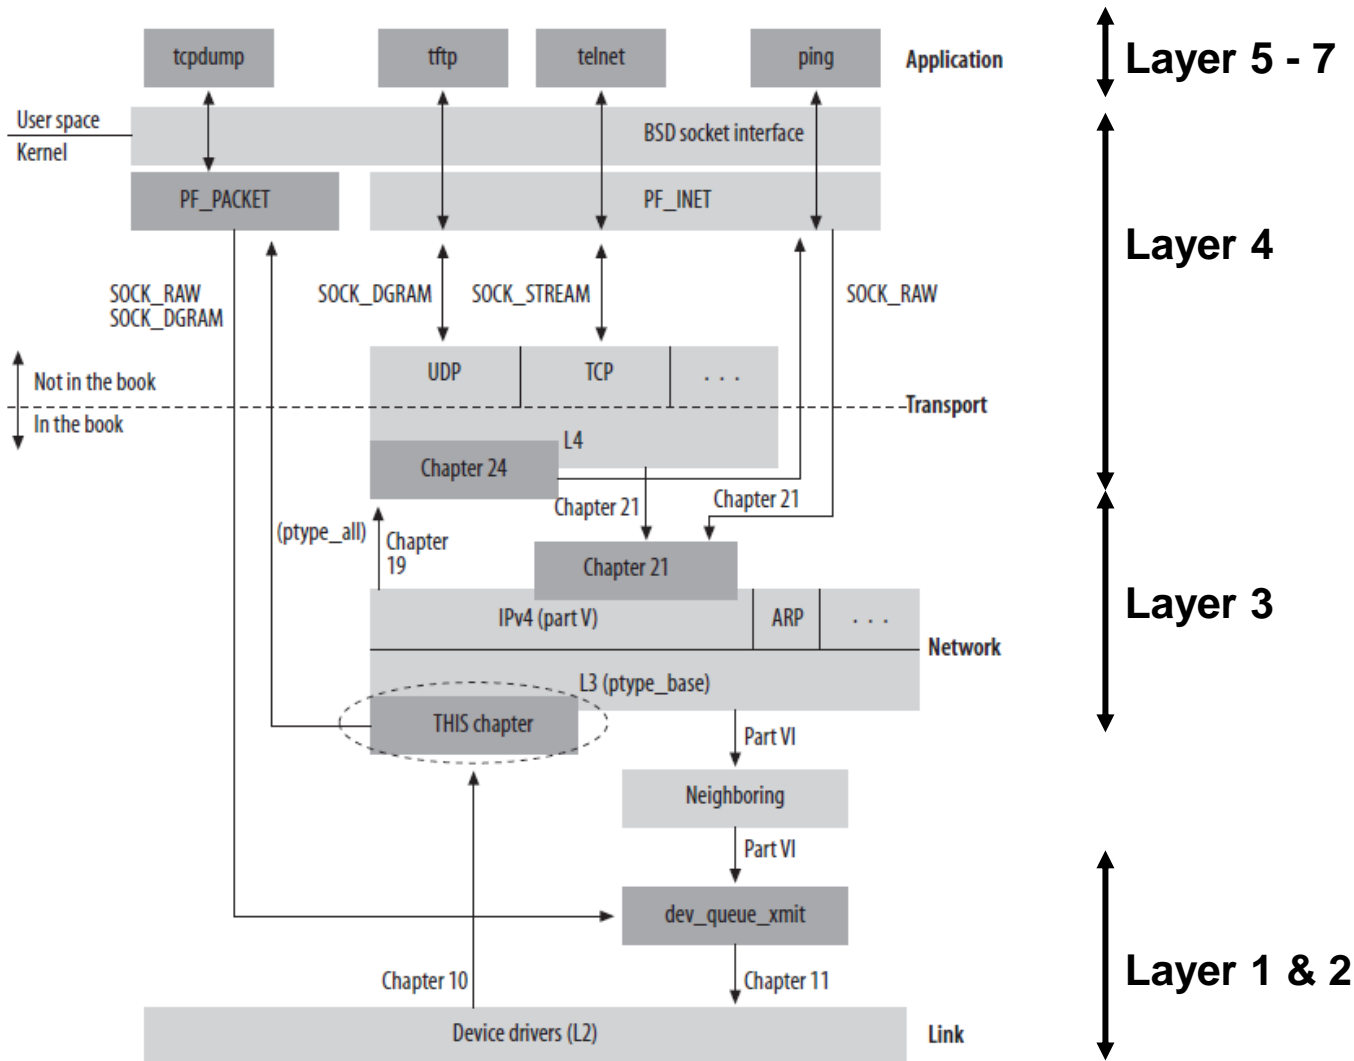 tcpdump
tftp
telnet
ping
Application
Layer 5 - 7
User space
Kernel
BSD socket interface
PF_PACKET
PF_INET
Layer 4
SOCK_RAW
SOCK_DGRAM
SOCK_DGRAM
SOCK_STREAM
SOCK_RAW
Not in the book
In the book
UDP
TCP
. . .
Transport
L4
Chapter 24
Chapter 21
Chapter 21
(ptype_all)
Chapter
19
Chapter 21
Layer 3
IPv4 (part V)
ARP
. . .
Network
L3 (ptype_base)
THIS chapter
Part VI
Neighboring
Part VI
dev_queue_xmit
Chapter 10
Chapter 11
Layer 1 & 2
Device drivers (L2)
Link